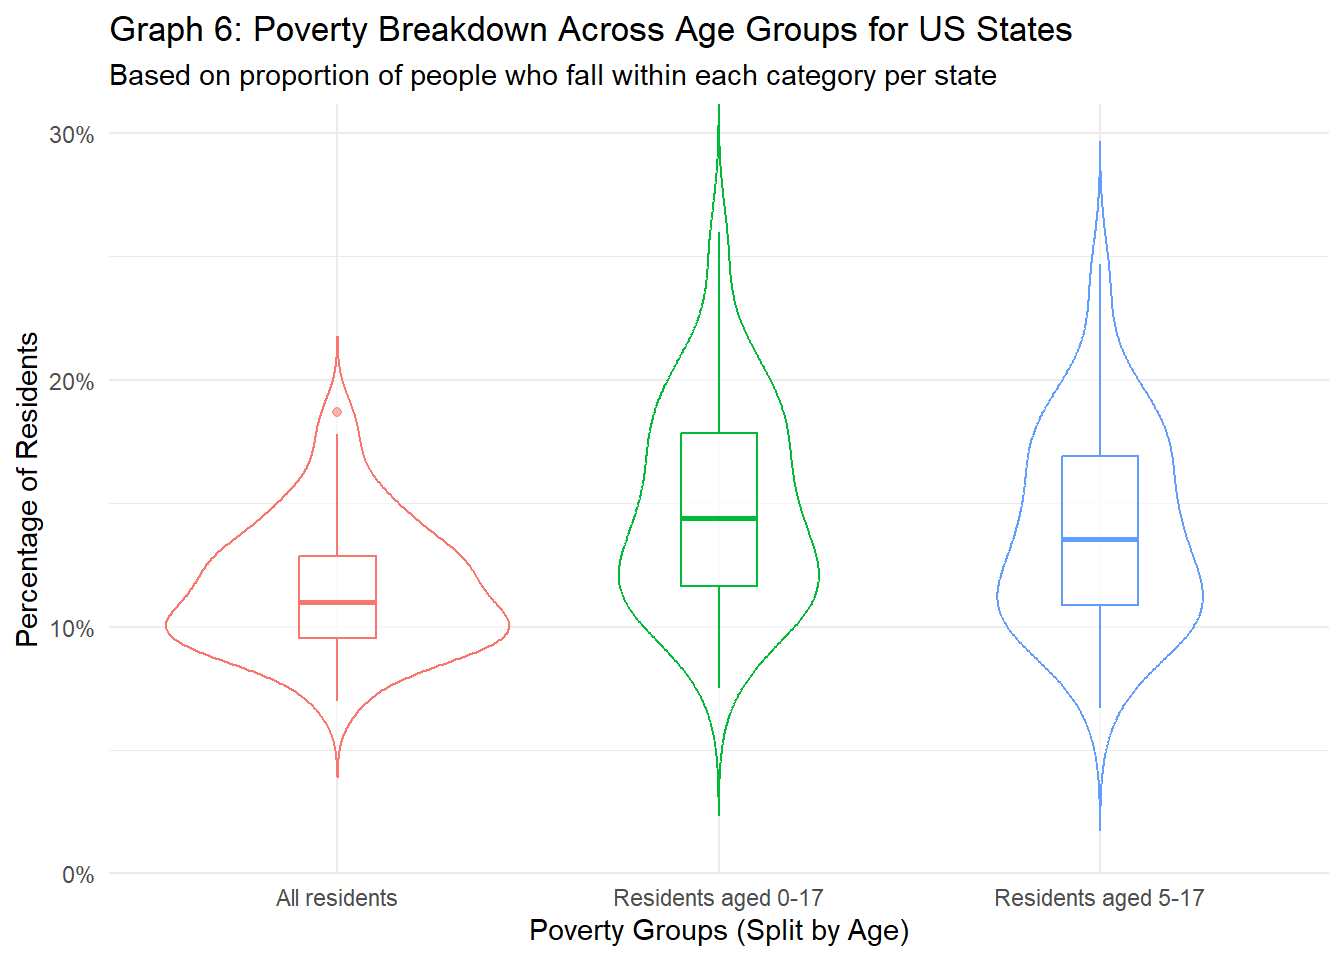 Graph 6: Poverty Breakdown Across Age Groups for US States
Based on proportion of people who fall within each category per state
Percentage of Residents
30%
20%
10%
0%
All residents
Residents aged 0-17
Residents aged 5-17
Poverty Groups (Split by Age)